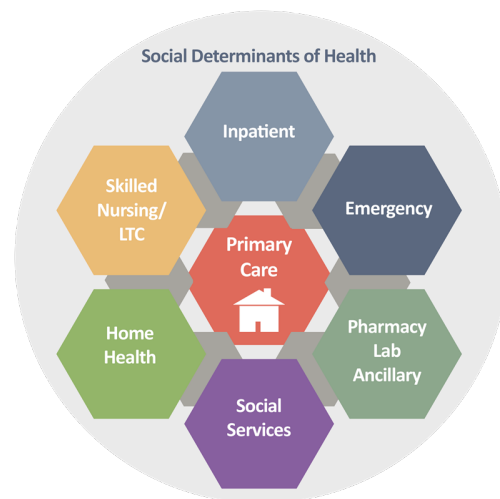 Social Determinants of Health
Inpatient
Skilled
Nursing/
LTC
Emergency
Primary
Care
Home
Health
Pharmacy
Lab
Ancillary
Social
Services